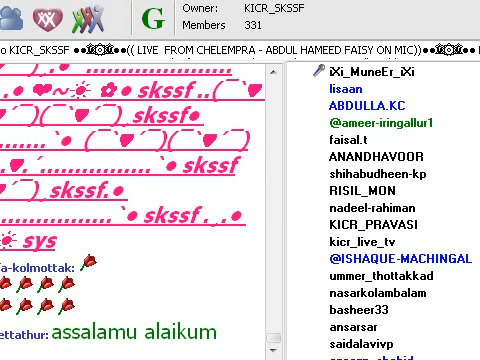 Owner: KICR_SKSSF
Members 331
G
o KICR_SKSSF ●●۞۞●●(( LIVE FROM CHELEMPRA - ABDUL HAMEED FAISY ON MIC))●●۞
skssf ..(¯`
skssf●
skssf
skssf.●
skssf . , . ●
sys
a-kolmottak:
ettathur: assalamu alaikum
iXi_MuneEr_iXi
lisaan
ABDULLA.KC
@ameer-iringallur1
faisal.t
ANANDHAVOOR
shihabudheen-kp
RISIL_MON
nadeel-rahiman
KICR_PRAVASI
kicr_live_tv
@ISHAQUE-MACHINGAL
ummer_thottakkad
nasarkolambalam
basheer33
ansarsar
saidalavivp